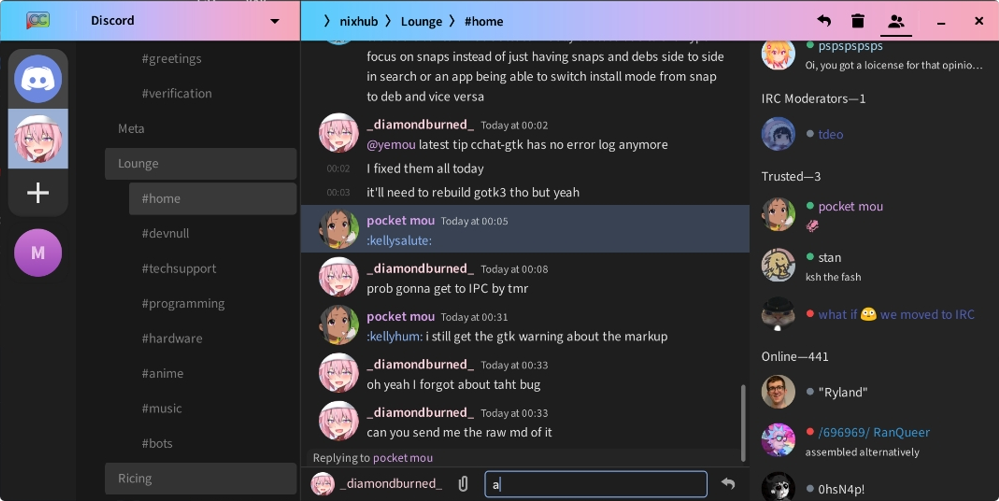 Discord
nixhub
Lounge
#home
#greetings
#verification
Meta
Lounge
#home
#devnull
#techsupport
#programming
#hardware
#anime
#music
#bots
Ricing
M
focus on snaps instead of just having snaps and debs side to side
in search or an app being able to switch install mode from snap
to deb and vice versa
_diamondburned_ Today at 00:02
@yemou latest tip cchat-gtk has no error log anymore
00:02 I fixed them all today
00:03 it'll need to rebuild gotk3 tho but yeah
pocket mou Today at 00:05
:kellysalute:
_diamondburned_ Today at 00:08
prob gonna get to IPC by tmr
pocket mou Today at 00:31
:kellyhum: i still get the gtk warning about the markup
_diamondburned_ Today at 00:33
oh yeah I forgot about taht bug
_diamondburned_ Today at 00:33
can you send me the raw md of it
Replying to pocket mou
_diamondburned_
a
pspspspsps
Oi, you got a loicense for that opinio…
IRC Moderators—1
tdeo
Trusted—3
pocket mou
🦐
stan
ksh the fash
what if 🙄 we moved to IRC
Online—441
"Ryland"
/696969/ RanQueer
assembled alternatively
0hsN4p!